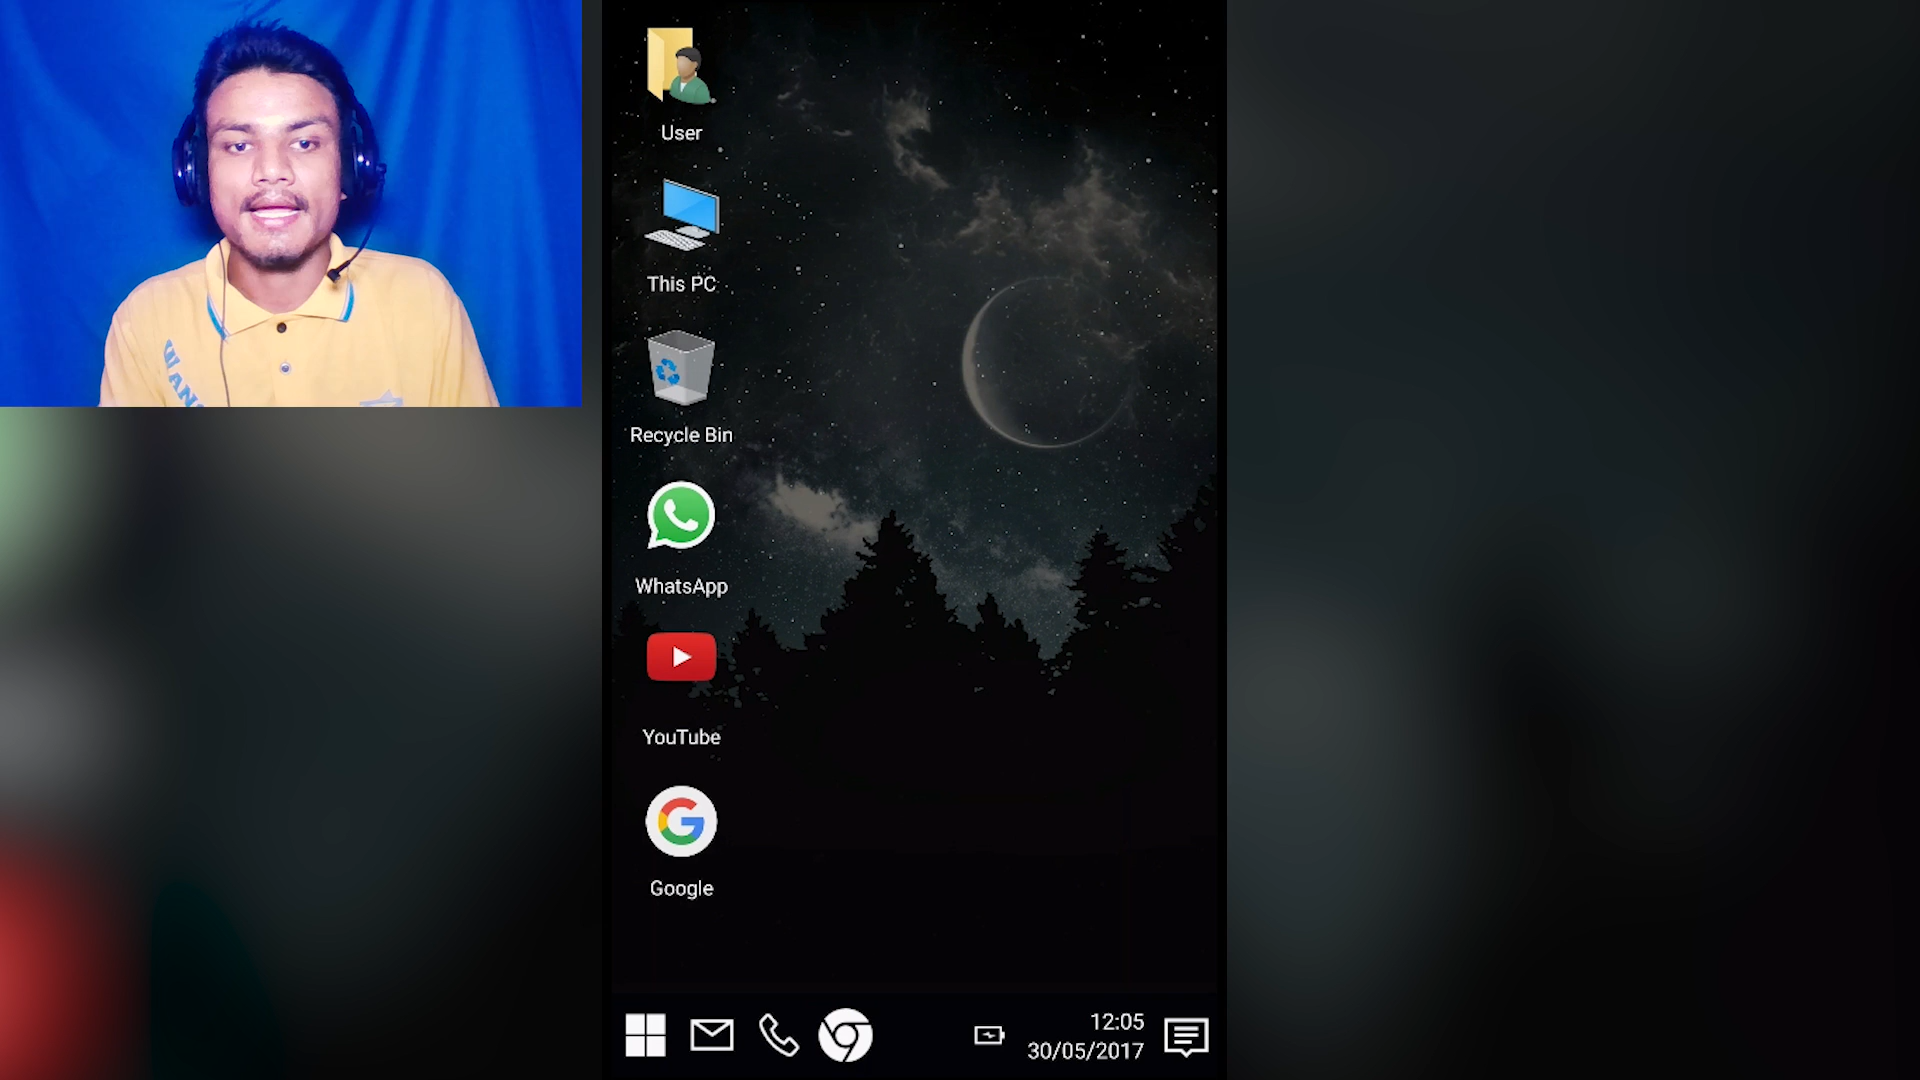 User
This PC
Recycle Bin
WhatsApp
YouTube
Google
12:05
30/05/2017